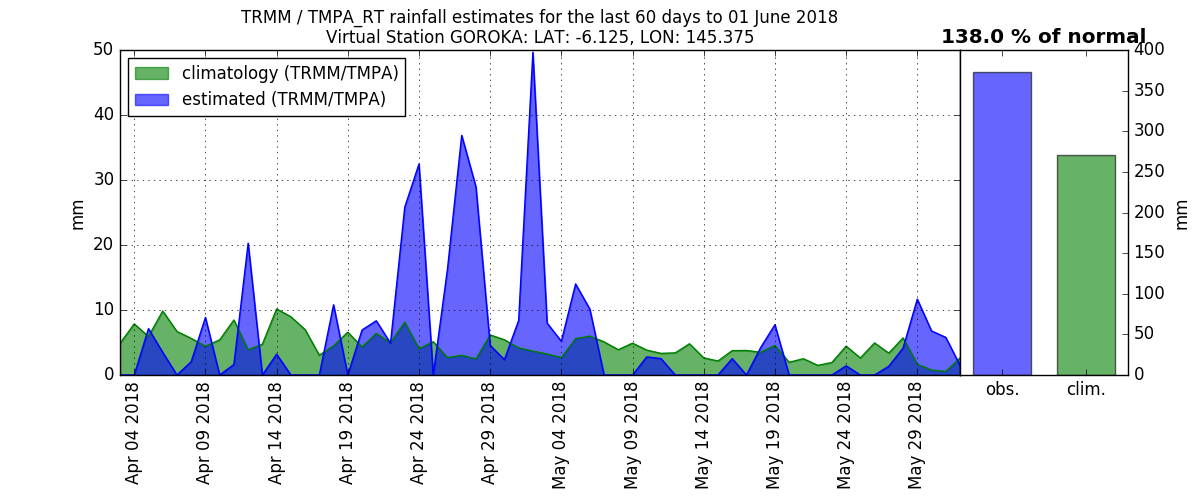 TRMM / TMPA_RT rainfall estimates for the last 60 days to 01 June 2018
Virtual Station GOROKA: LAT: -6.125, LON: 145.375
138.0 % of normal
climatology (TRMM/TMPA)
estimated (TRMM/TMPA)
50
40
30
20
10
0
mm
Apr 04 2018
Apr 09 2018
Apr 14 2018
Apr 19 2018
Apr 24 2018
Apr 29 2018
May 04 2018
May 09 2018
May 14 2018
May 19 2018
May 24 2018
May 29 2018
400
350
300
250
200
150
100
50
0
mm
obs.
clim.